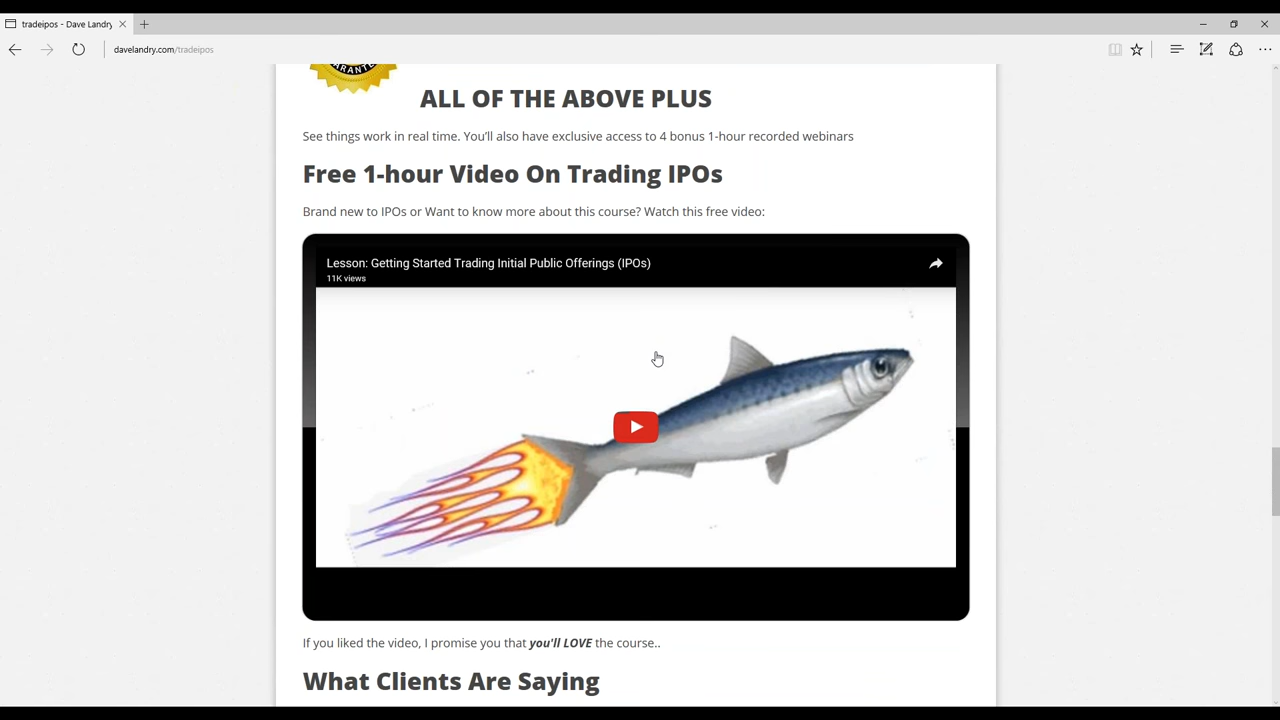 tradeipos - Dave Landry
davelandry.com/tradeipos
ALL OF THE ABOVE PLUS
See things work in real time. You'll also have exclusive access to 4 bonus 1-hour recorded webinars
Free 1-hour Video On Trading IPOs
Brand new to IPOs or Want to know more about this course? Watch this free video:
Lesson: Getting Started Trading Initial Public Offerings (IPOs)
11K views
If you liked the video, I promise you that you'll LOVE the course..
What Clients Are Saying